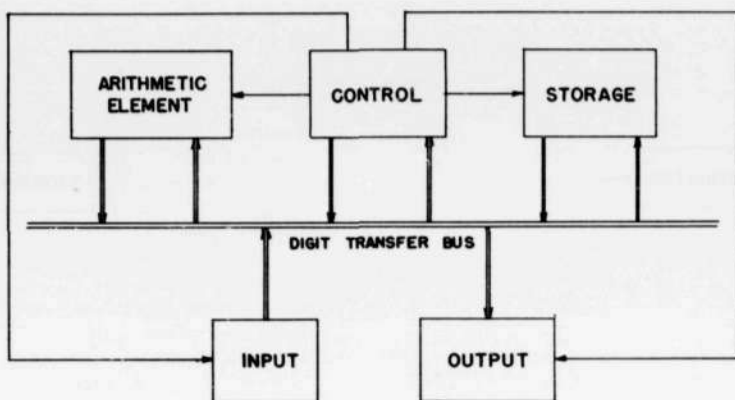 ARITHMETIC
ELEMENT
CONTROL
STORAGE
DIGIT TRANSFER BUS
INPUT
OUTPUT